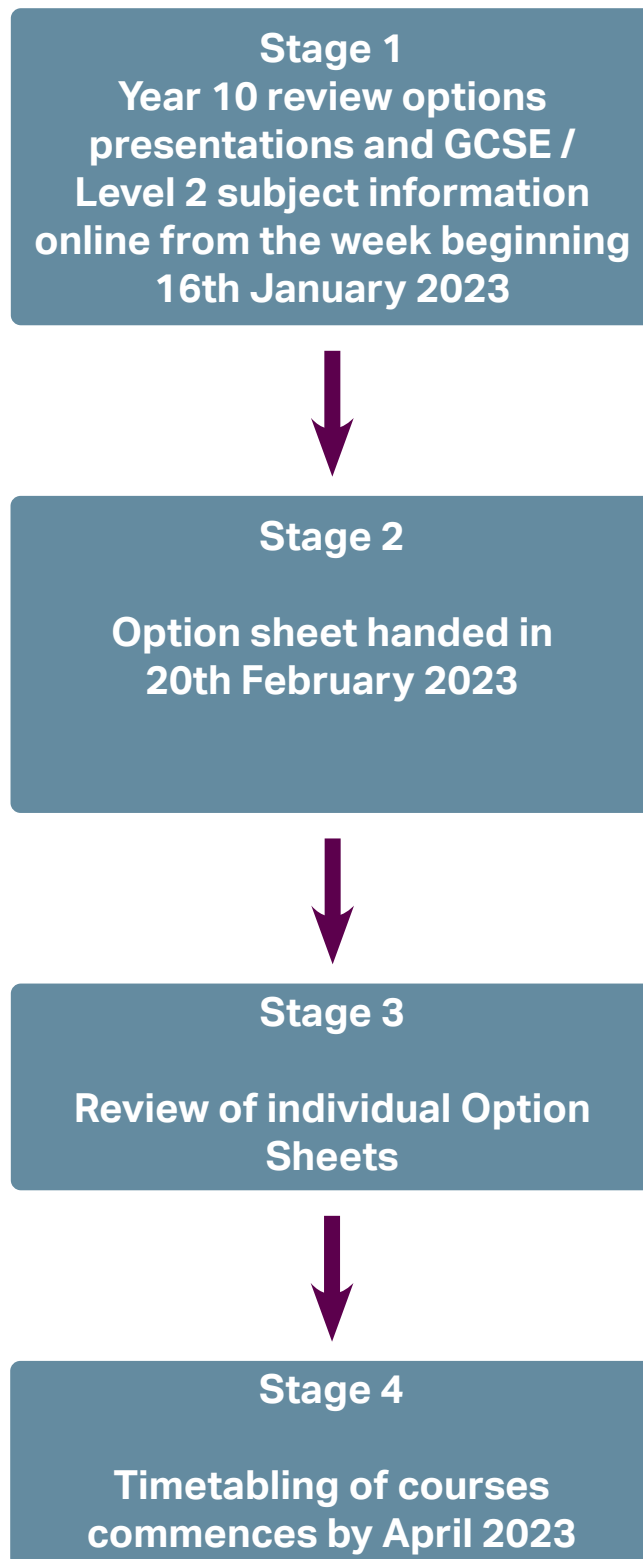 Stage 1
Year 10 review options
presentations and GCSE /
Level 2 subject information
online from the week beginning
16th January 2023
Stage 2
Option sheet handed in
20th February 2023
Stage 3
Review of individual Option
Sheets
Stage 4
Timetabling of courses
commences by April 2023